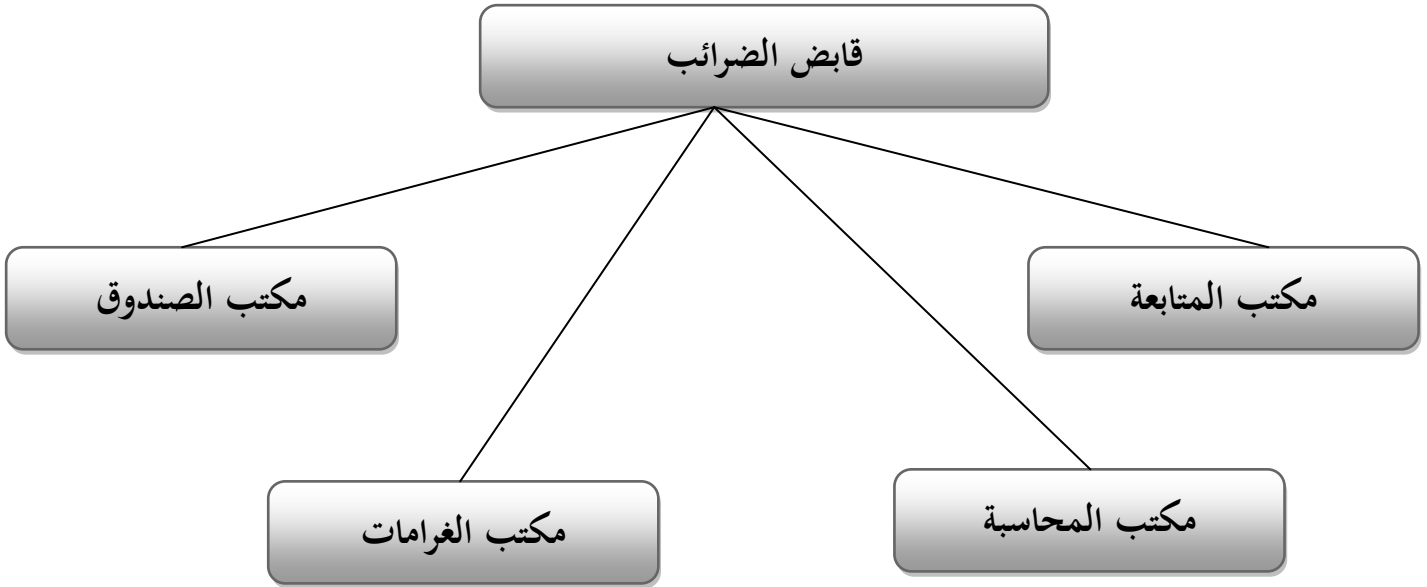 قابض الضرائب
مكتب المتابعة
مكتب الصندوق
مكتب المحاسبة
مكتب الغرامات